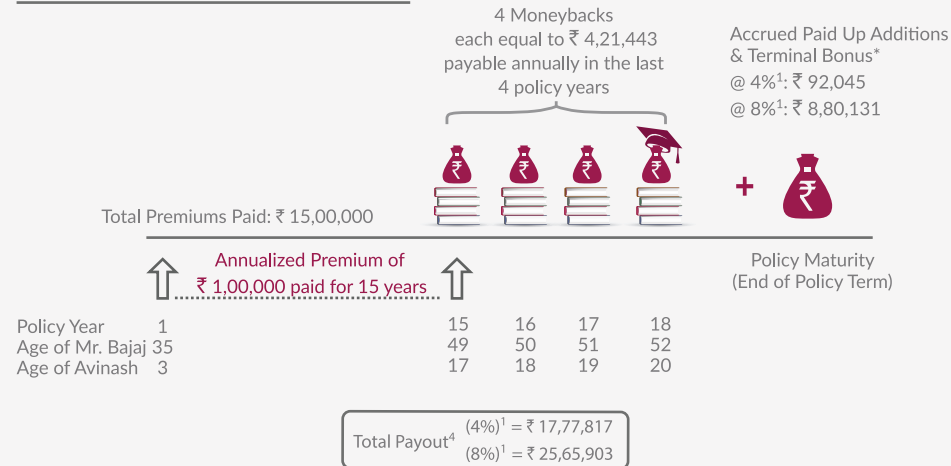 4 Moneybacks
each equal to ₹ 4,21,443
payable annually in the last
4 policy years
Accrued Paid Up Additions
& Terminal Bonus*
@ 4%¹: ₹ 92,045
@ 8%¹: ₹ 8,80,131
₹ ₹ ₹ ₹
+
₹
Total Premiums Paid: ₹ 15,00,000
Annualized Premium of
₹ 1,00,000 paid for 15 years
Policy Maturity
(End of Policy Term)
Policy Year 1 15 16 17 18
Age of Mr. Bajaj 35 49 50 51 52
Age of Avinash 3 17 18 19 20
Total Payout⁴ (4%)¹ = ₹ 17,77,817
(8%)¹ = ₹ 25,65,903